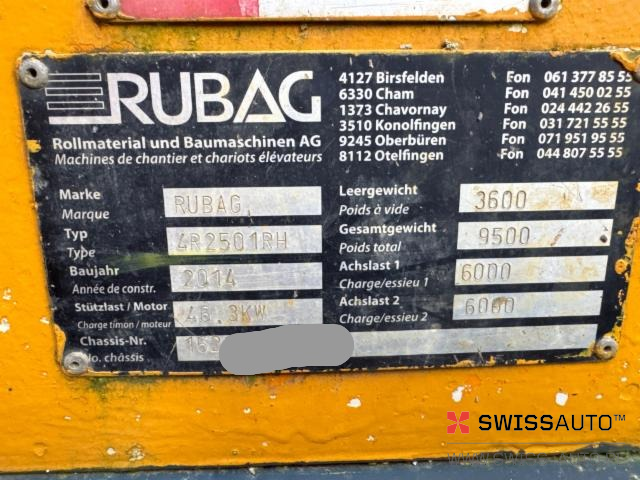 RUBAG
Rollmaterial und Baumaschinen AG
Machines de chantier et chariots élévateurs
4127 Birsfelden Fon 061 377 85 55
6330 Cham Fon 041 450 02 55
1373 Chavornay Fon 024 442 26 55
3510 Konolfingen Fon 031 721 55 55
9245 Oberbüren Fon 071 951 95 55
8112 Otelfingen Fon 044 807 55 55
Marke
Marque
RUBAG
Typ
Type
4R2501RH
Baujahr
Année de constr.
2014
Stützlast / Motor
Charge timon / moteur
46.3KW
Chassis-Nr.
No. châssis
Leergewicht
Poids à vide
3600
Gesamtgewicht
Poids total
9500
Achslast 1
Charge/essieu 1
6000
Achslast 2
Charge/essieu 2
6000
SWISSAUTO™